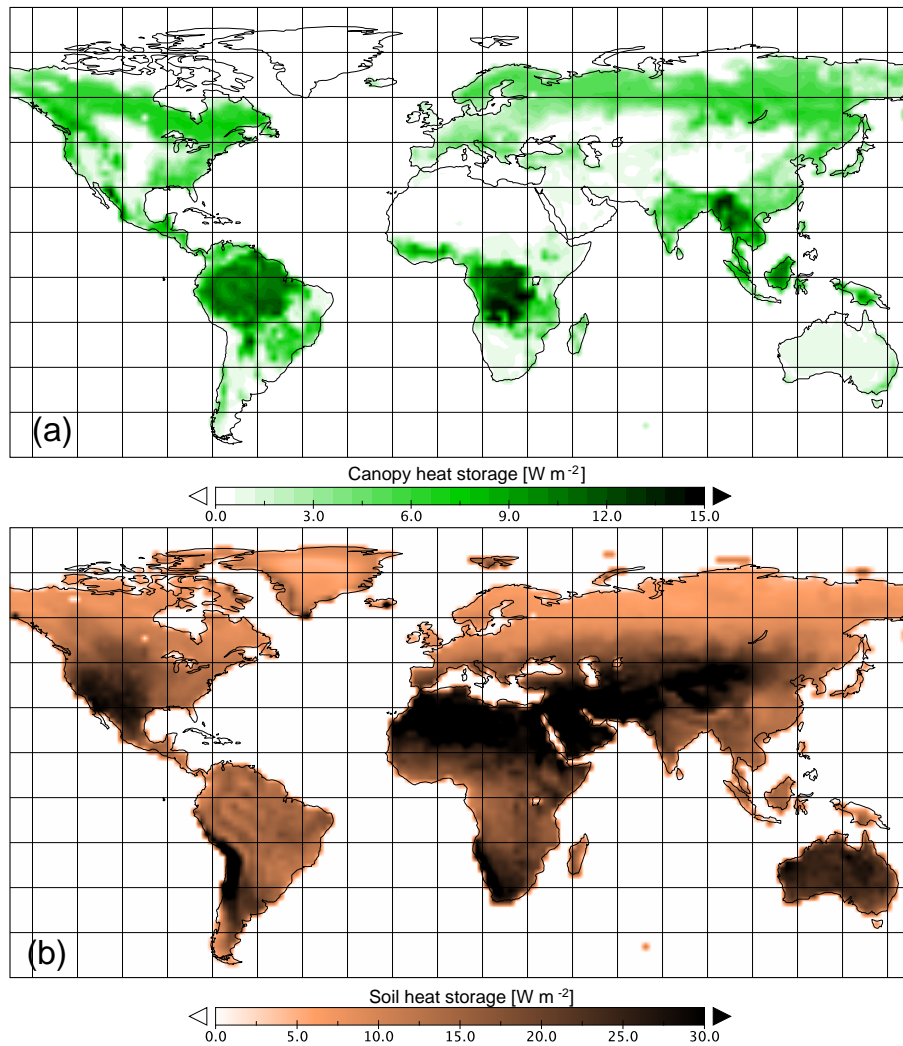 (a)
Canopy heat storage [W m-2]
0.0 3.0 6.0 9.0 12.0 15.0
(b)
Soil heat storage [W m-2]
0.0 5.0 10.0 15.0 20.0 25.0 30.0